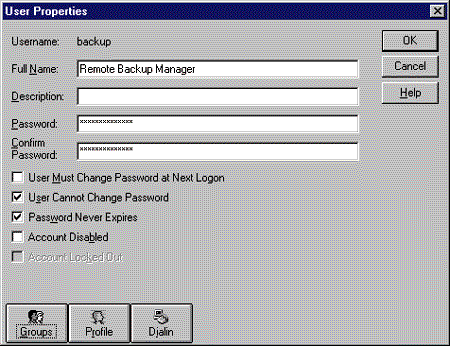 User Properties
Username: backup
OK
Full Name: Remote Backup Manager
Cancel
Description:
Help
Password: **************
Confirm
Password: **************
User Must Change Password at Next Logon
User Cannot Change Password
Password Never Expires
Account Disabled
Account Locked Out
Groups
Profile
Dialin